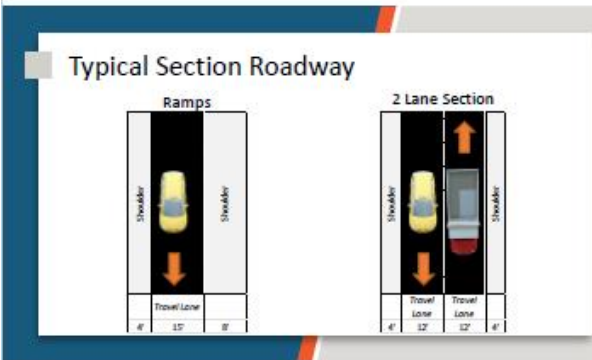 Typical Section Roadway
Ramps
Shoulder
Shoulder
Travel Lane
4'
15'
8'
2 Lane Section
Shoulder
Shoulder
Travel
Lane
Travel
Lane
4'
12'
12'
4'